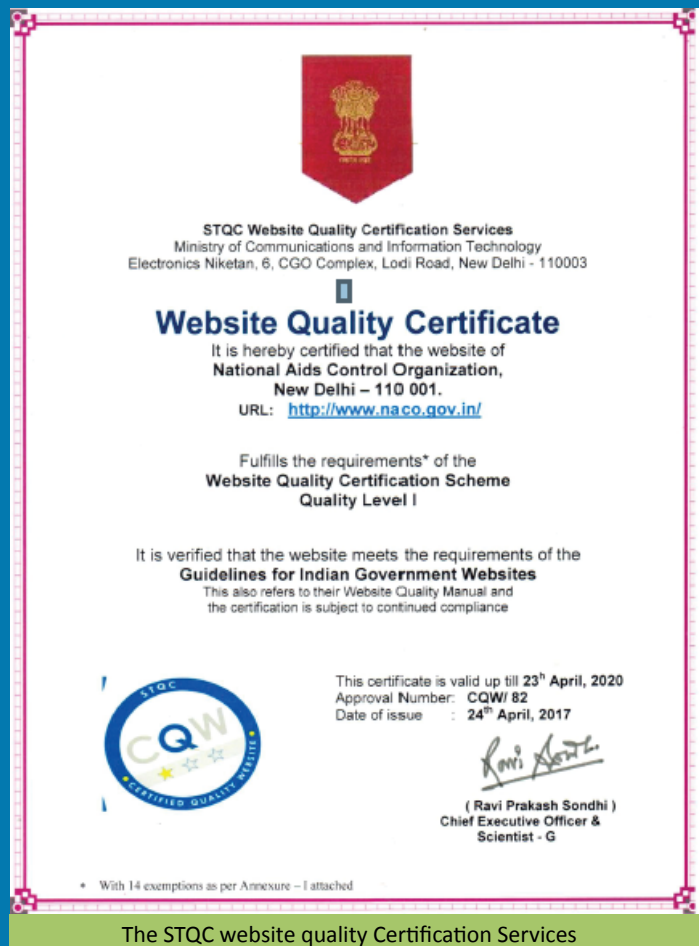 STQC Website Quality Certification Services
Ministry of Communications and Information Technology
Electronics Niketan, 6, CGO Complex, Lodi Road, New Delhi - 110003
Website Quality Certificate
It is hereby certified that the website of
National Aids Control Organization,
New Delhi – 110 001.
URL: http://www.naco.gov.in/
Fulfills the requirements* of the
Website Quality Certification Scheme
Quality Level I
It is verified that the website meets the requirements of the
Guidelines for Indian Government Websites
This also refers to their Website Quality Manual and
the certification is subject to continued compliance
STQC
CQW
CERTIFIED QUALITY WEBSITE
This certificate is valid up till 23h April, 2020
Approval Number: CQW/ 82
Date of issue : 24th April, 2017
( Ravi Prakash Sondhi )
Chief Executive Officer &
Scientist - G
* With 14 exemptions as per Annexure – I attached
The STQC website quality Certification Services